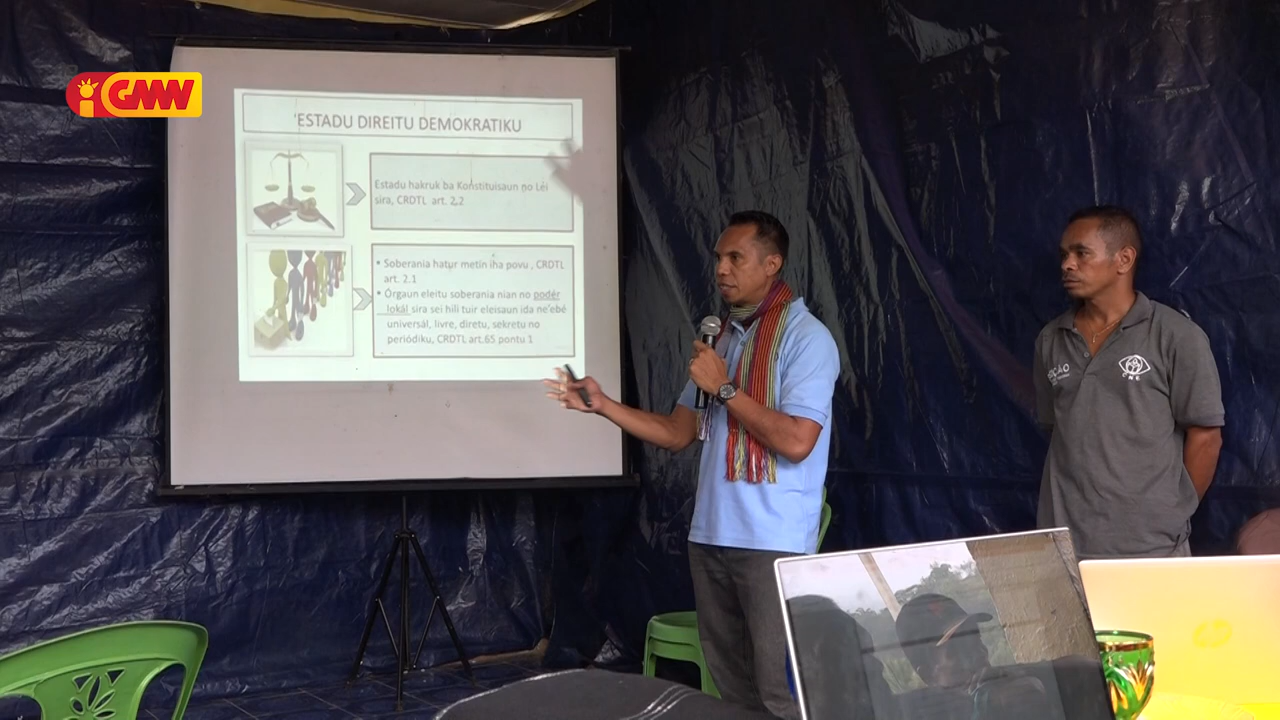 GMN
'ESTADU DIREITU DEMOKRATIKU
Estadu hakruk ba Konstituisaun no Lei
sira, CRDTL art. 2,2
• Soberania hatur metin iha povu , CRDTL
art. 2.1
• Órgaun eleitu soberania nian no podér
lokál sira sei hili tuir eleisaun ida ne'ebé
universál, livre, diretu, sekretu no
periódiku, CRDTL art.65 pontu 1
CNE